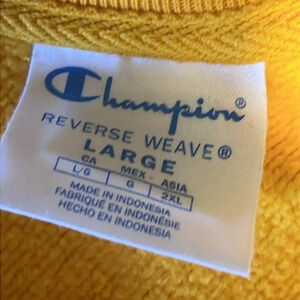 Champion®
REVERSE WEAVE®
LARGE
CA MEX ASIA
L/G G 2XL
MADE IN INDONESIA
FABRIQUÉ EN INDONÉSIE
HECHO EN INDONESIA